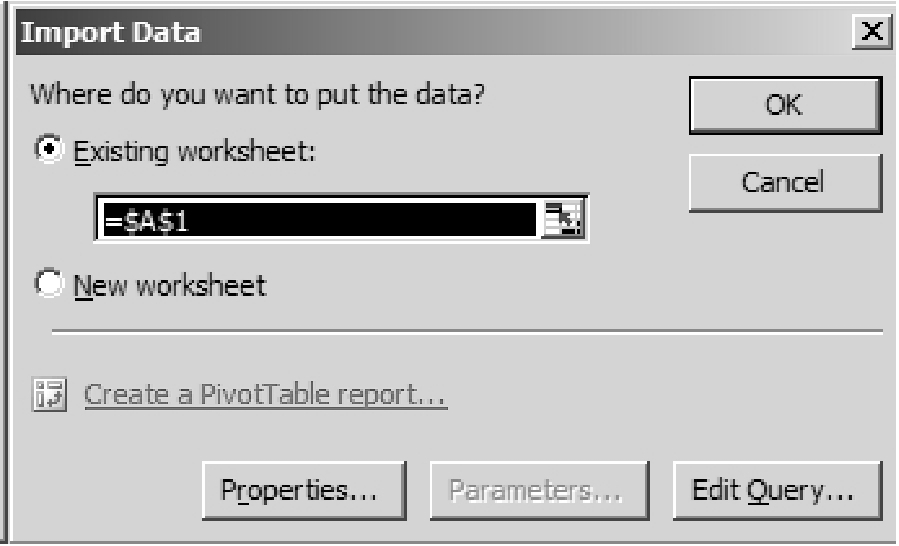 Import Data
Where do you want to put the data?
OK
Existing worksheet:
Cancel
=$A$1
New worksheet
Create a PivotTable report...
Properties...
Parameters...
Edit Query...